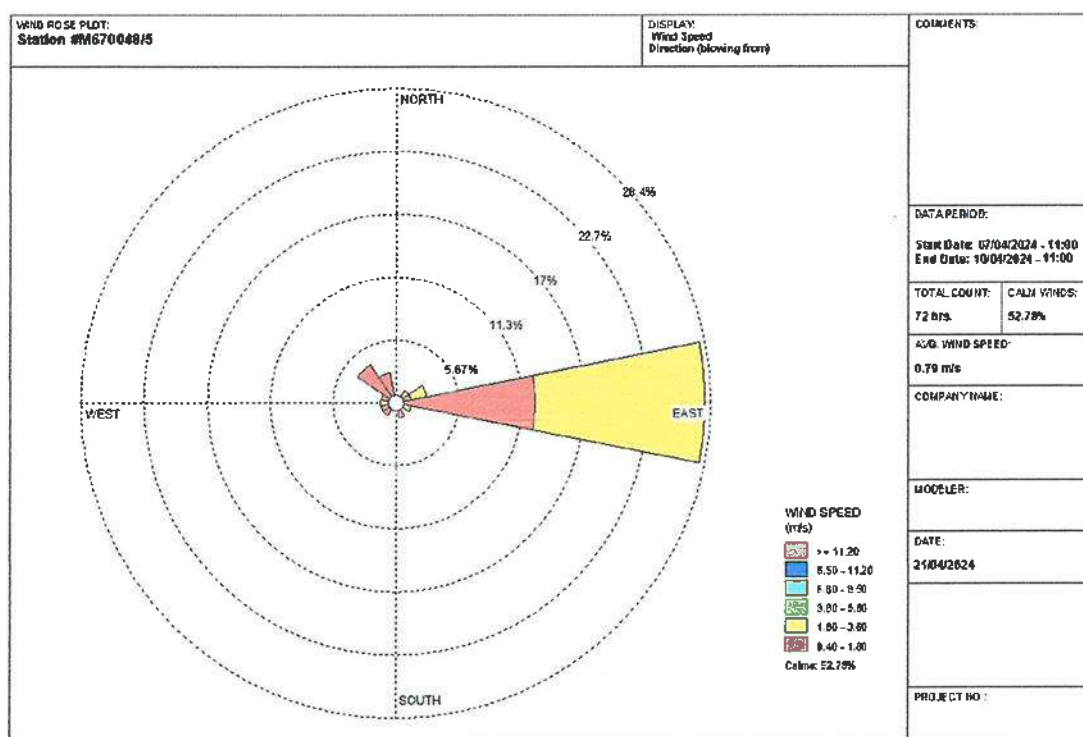 WIND ROSE PLOT:
Station #M670048/5
DISPLAY:
Wind Speed
Direction (blowing from)
COMMENTS:
NORTH
28.4%
22.7%
17%
11.3%
5.67%
WEST
EAST
SOUTH
WIND SPEED
(m/s)
>= 11.20
8.50 - 11.20
5.80 - 8.50
3.60 - 5.80
1.80 - 3.60
0.40 - 1.80
Calms: 52.78%
DATA PERIOD:
Start Date: 07/04/2024 - 11:00
End Date: 10/04/2024 - 11:00
TOTAL COUNT:
72 hrs.
CALM WINDS:
52.78%
AVG. WIND SPEED:
0.79 m/s
COMPANY NAME:
MODELER:
DATE:
21/04/2024
PROJECT NO.: